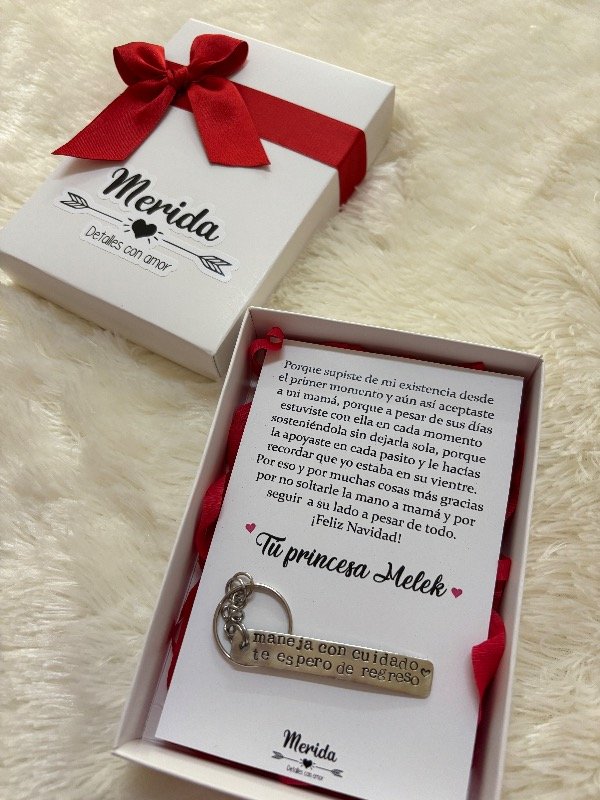 Merida
Detalles con amor
Porque supiste de mi existencia desde
el primer momento y aún así aceptaste
a mi mamá, porque a pesar de sus días
estuviste con ella en cada momento
sosteniéndola sin dejarla sola, porque
la apoyaste en cada pasito y le hacías
recordar que yo estaba en su vientre.
Por eso y por muchas cosas más gracias
por no soltarle la mano a mamá y por
seguir a su lado a pesar de todo.
¡Feliz Navidad!
Tú princesa Melek
maneja con cuidado
te espero de regreso
Merida
Detalles con amor